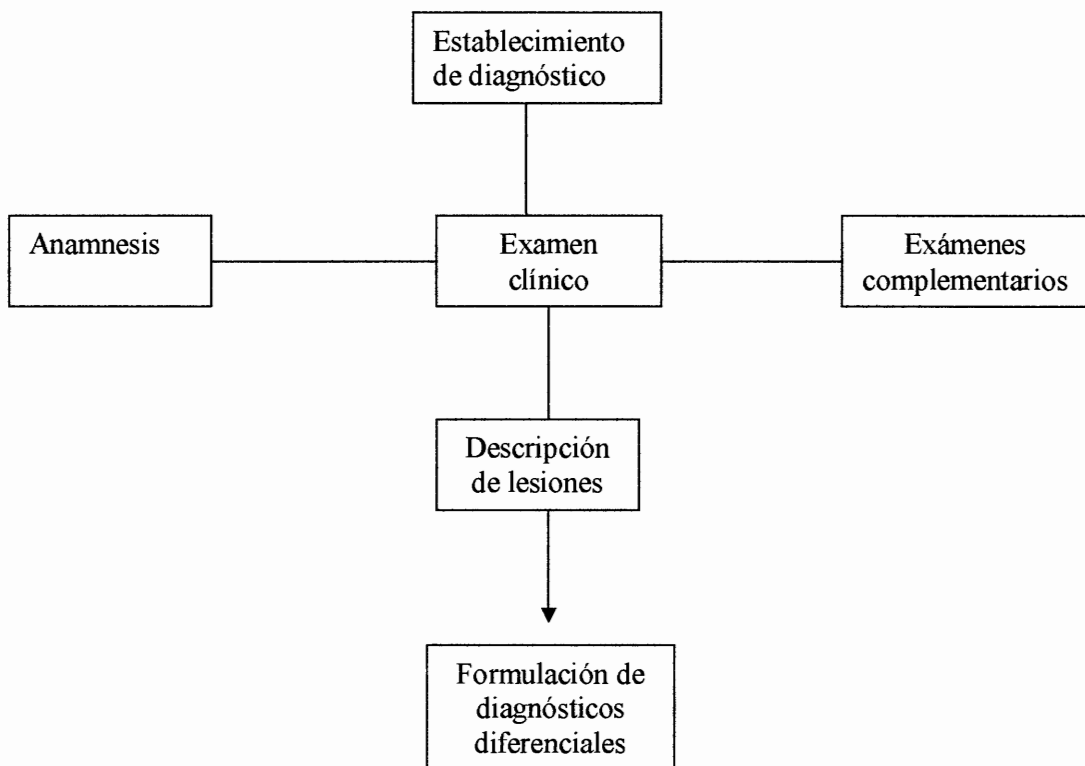 Establecimiento
de diagnóstico
Anamnesis
Examen
clínico
Exámenes
complementarios
Descripción
de lesiones
Formulación de
diagnósticos
diferenciales